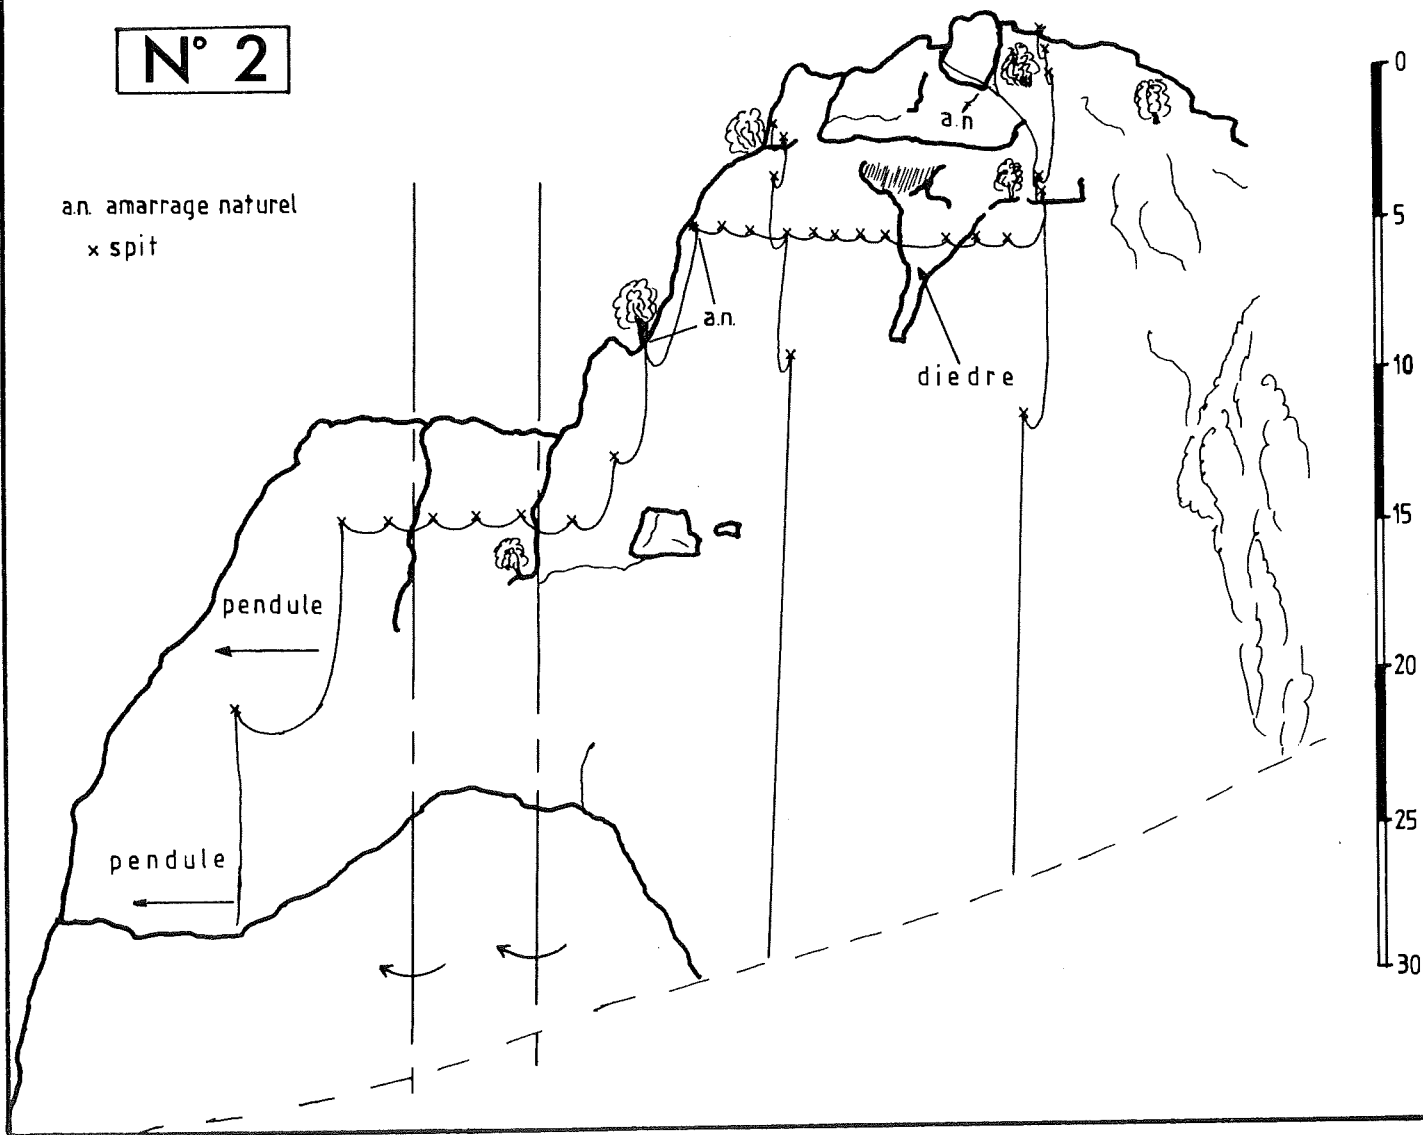 N° 2
a.n. amarrage naturel
x spit
a.n
a.n.
diedre
pendule
pendule
0
5
10
15
20
25
30